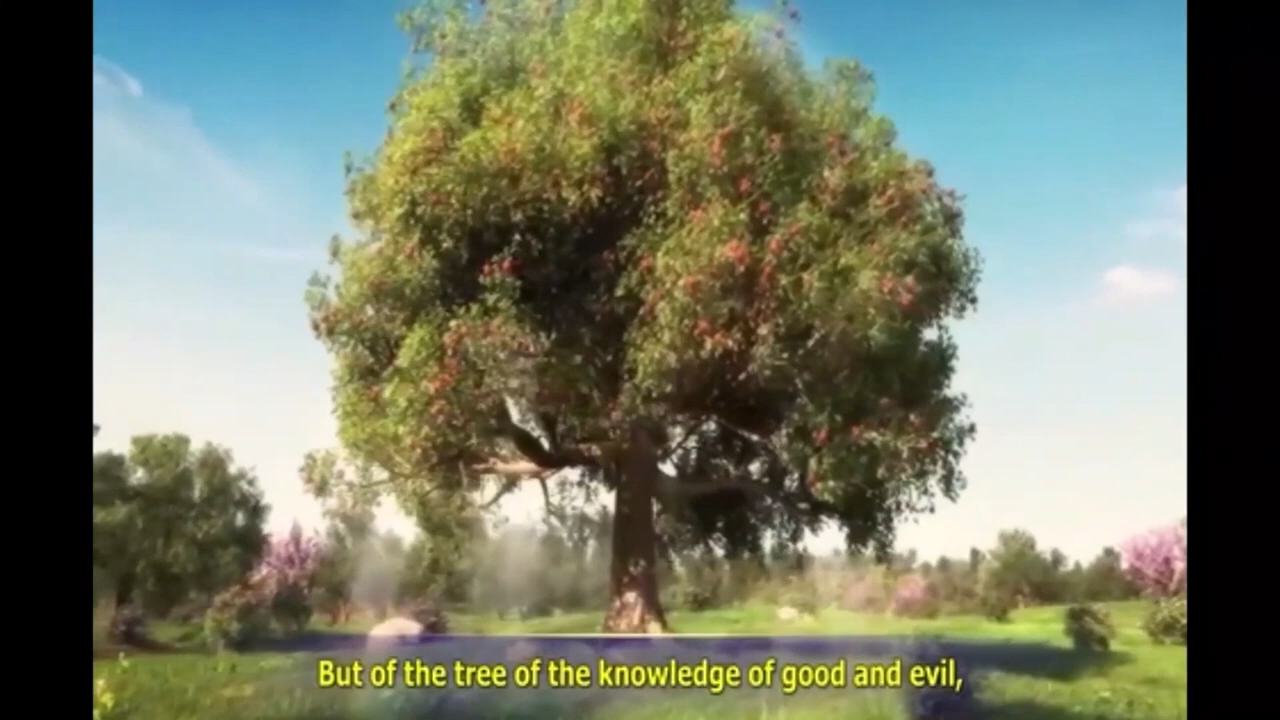 But of the tree of the knowledge of good and evil,